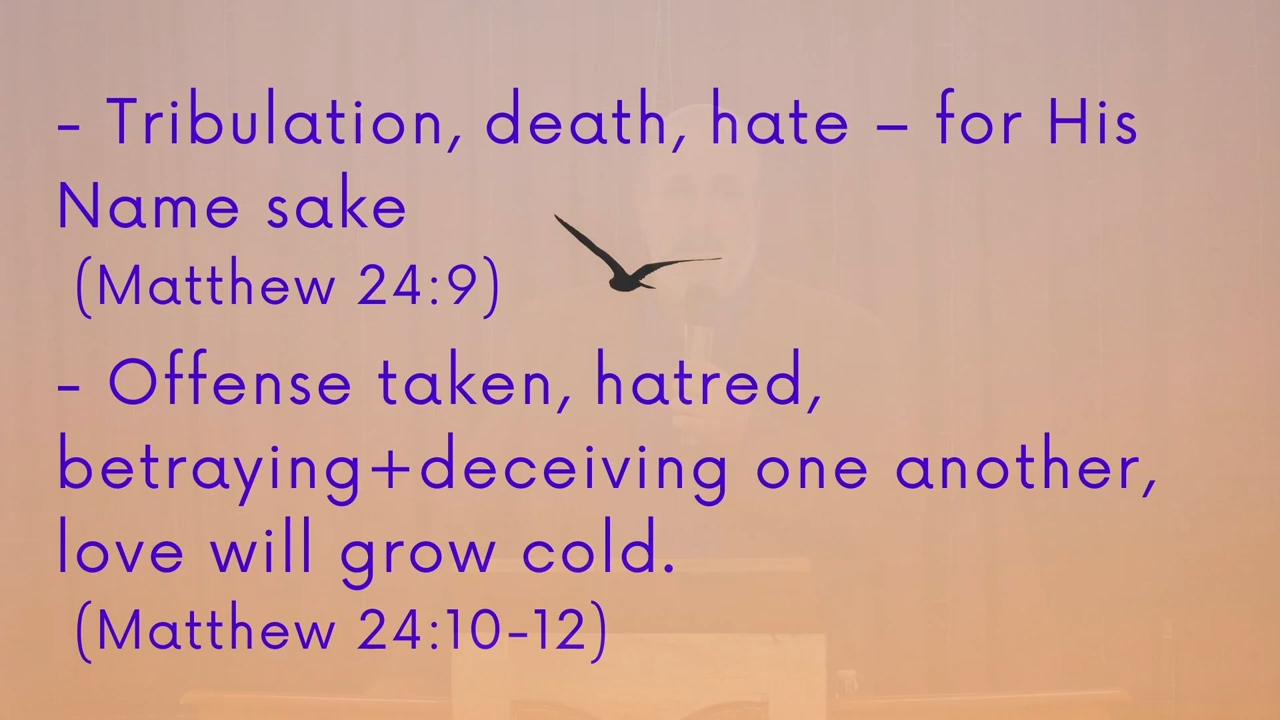 - Tribulation, death, hate – for His
Name sake
(Matthew 24:9)
- Offense taken, hatred,
betraying+deceiving one another,
love will grow cold.
(Matthew 24:10-12)